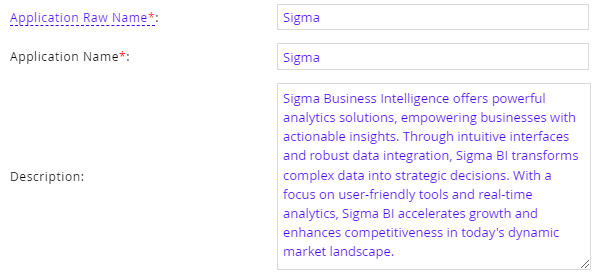 Application Raw Name*: Sigma
Application Name*: Sigma
Description:
Sigma Business Intelligence offers powerful
analytics solutions, empowering businesses with
actionable insights. Through intuitive interfaces
and robust data integration, Sigma BI transforms
complex data into strategic decisions. With a
focus on user-friendly tools and real-time
analytics, Sigma BI accelerates growth and
enhances competitiveness in today's dynamic
market landscape.